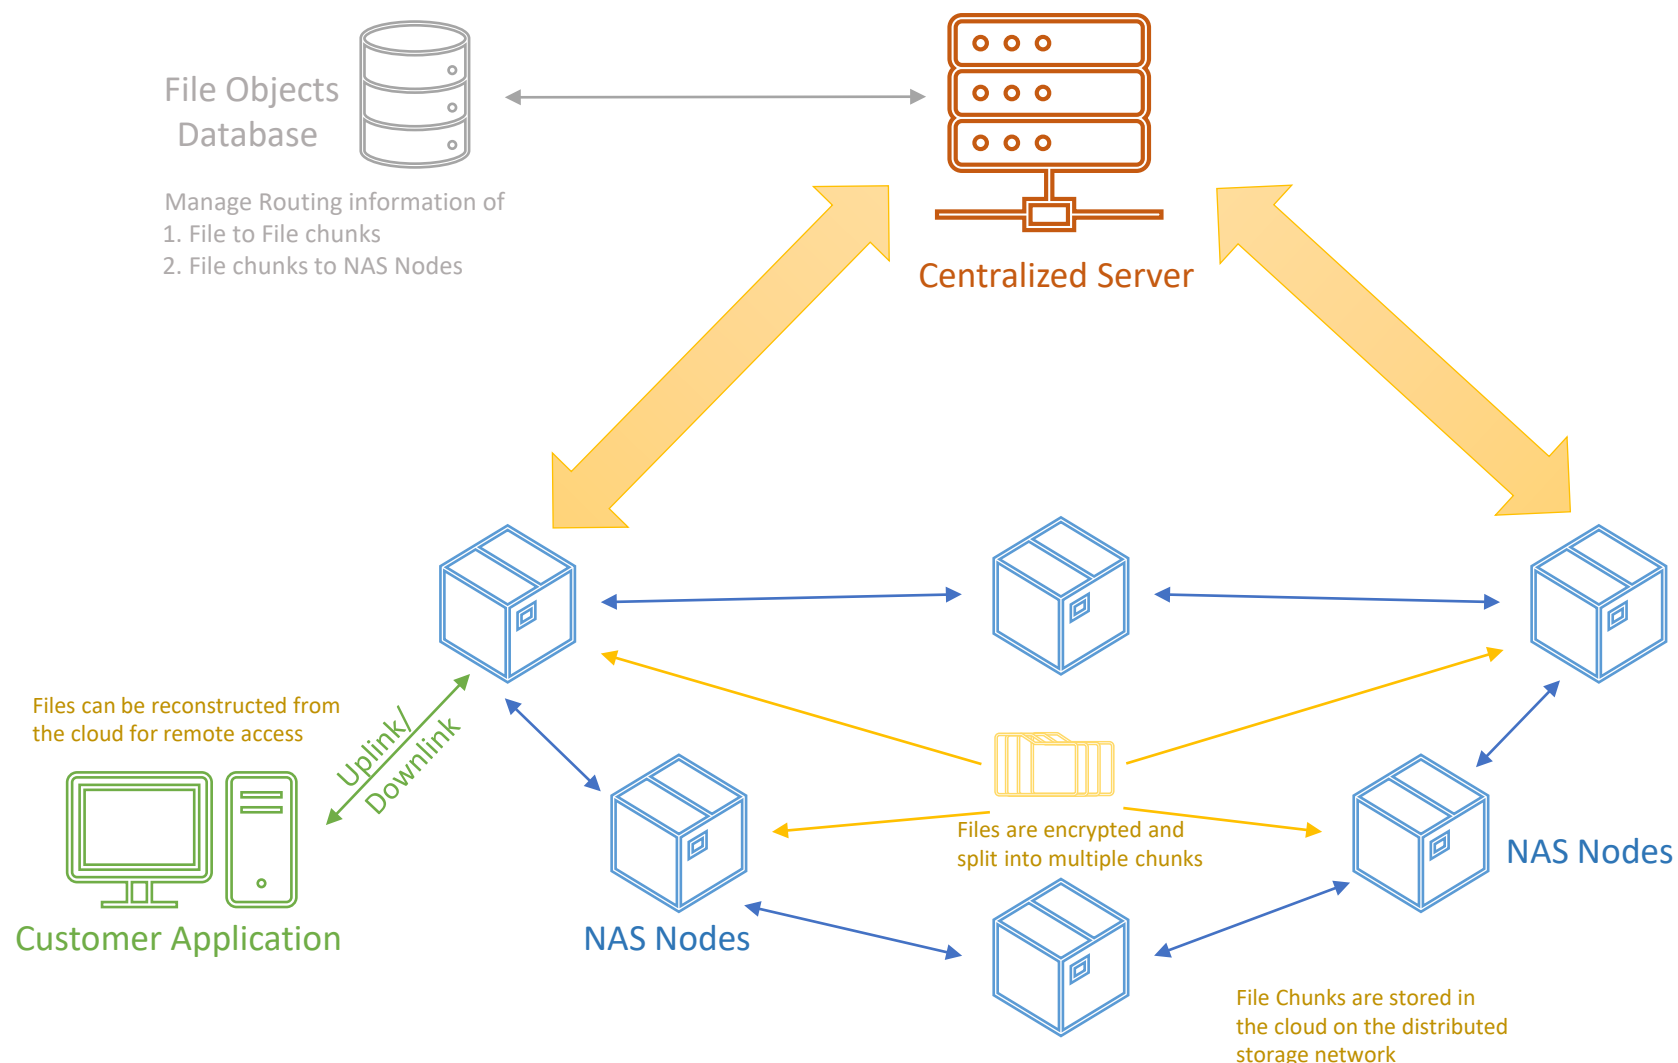 File Objects
Database
Manage Routing information of
1. File to File chunks
2. File chunks to NAS Nodes
Centralized Server
Files can be reconstructed from
the cloud for remote access
Uplink/
Downlink
Customer Application
NAS Nodes
Files are encrypted and
split into multiple chunks
NAS Nodes
File Chunks are stored in
the cloud on the distributed
storage network